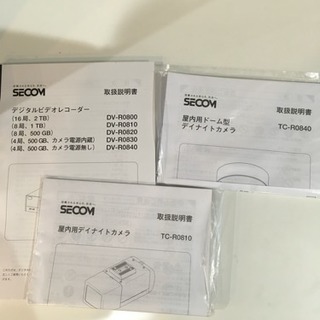 SECOM
取扱説明書
デジタルビデオレコーダー
(16局、2TB) DV-R0800
(8局、1TB) DV-R0810
(8局、500GB) DV-R0820
(4局、500GB、カメラ電源内蔵) DV-R0830
(4局、500GB、カメラ電源無し) DV-R0840
SECOM
取扱説明書
屋内用ドーム型
デイナイトカメラ
TC-R0840
SECOM
取扱説明書
屋内用デイナイトカメラ TC-R0810